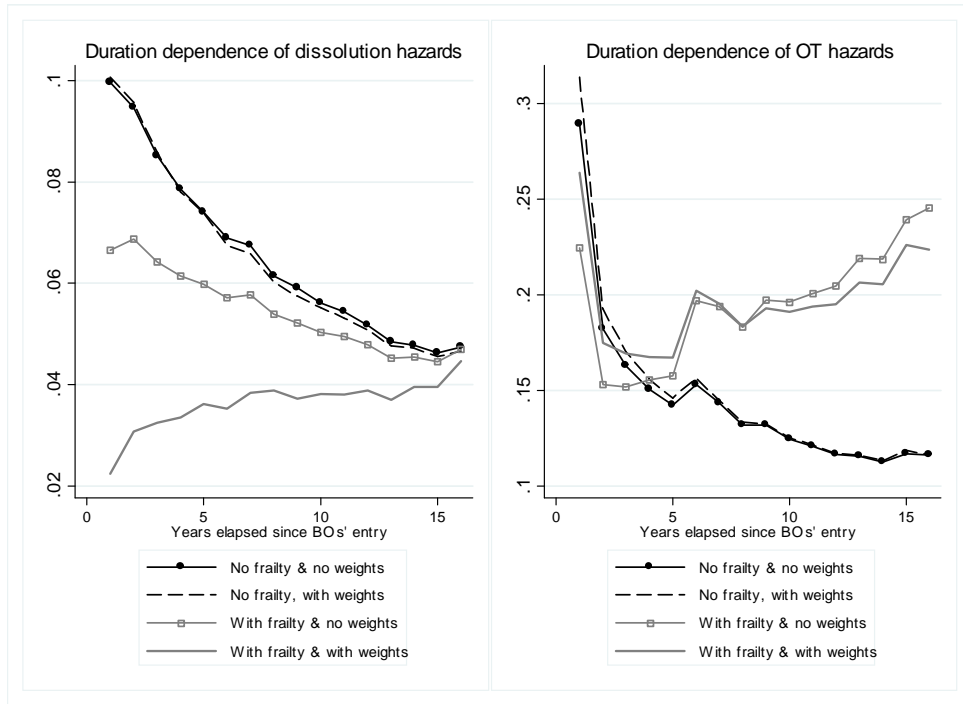 Duration dependence of dissolution hazards
.1
.08
.06
.04
.02
0 5 10 15
Years elapsed since BOs' entry
No frailty & no weights
No frailty, with weights
With frailty & no weights
With frailty & with weights
Duration dependence of OT hazards
.3
.25
.2
.15
.1
0 5 10 15
Years elapsed since BOs' entry
No frailty & no weights
No frailty, with weights
With frailty & no weights
With frailty & with weights